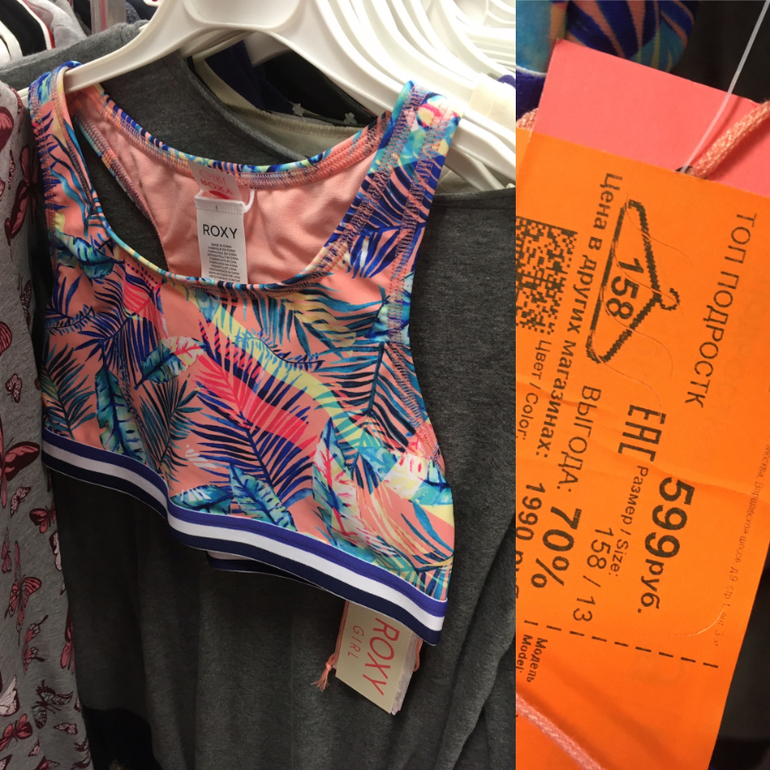 ROXY
ROXY
GIRL
ТОП ПОДРОСТК
599руб.
EAC
Размер / Size:
158 / 13
158
ВЫГОДА: 70%
Цена в других магазинах: 1990
Цвет / Color:
Модель
Model: